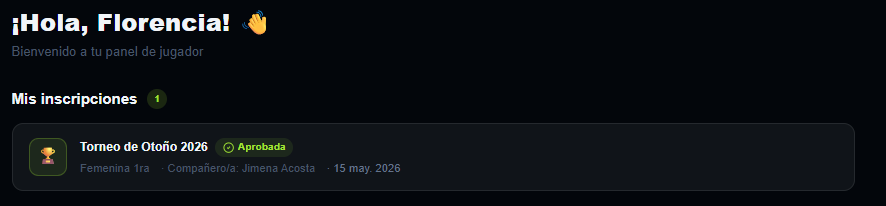 ¡Hola, Florencia! 👋
Bienvenido a tu panel de jugador
Mis inscripciones 1
Torneo de Otoño 2026 Aprobada
Femenina 1ra · Compañero/a: Jimena Acosta · 15 may. 2026